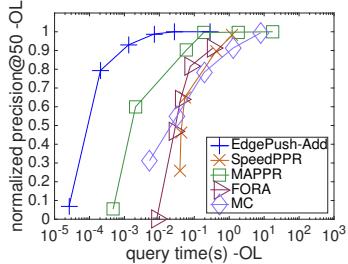 normalized precision@50 -OL
1
0.9
0.8
0.7
0.6
0.5
0.4
0.3
0.2
0.1
0
EdgePush-Add
SpeedPPR
MAPPR
FORA
MC
10^-5 10^-4 10^-3 10^-2 10^-1 10^0 10^1 10^2 10^3
query time(s) -OL